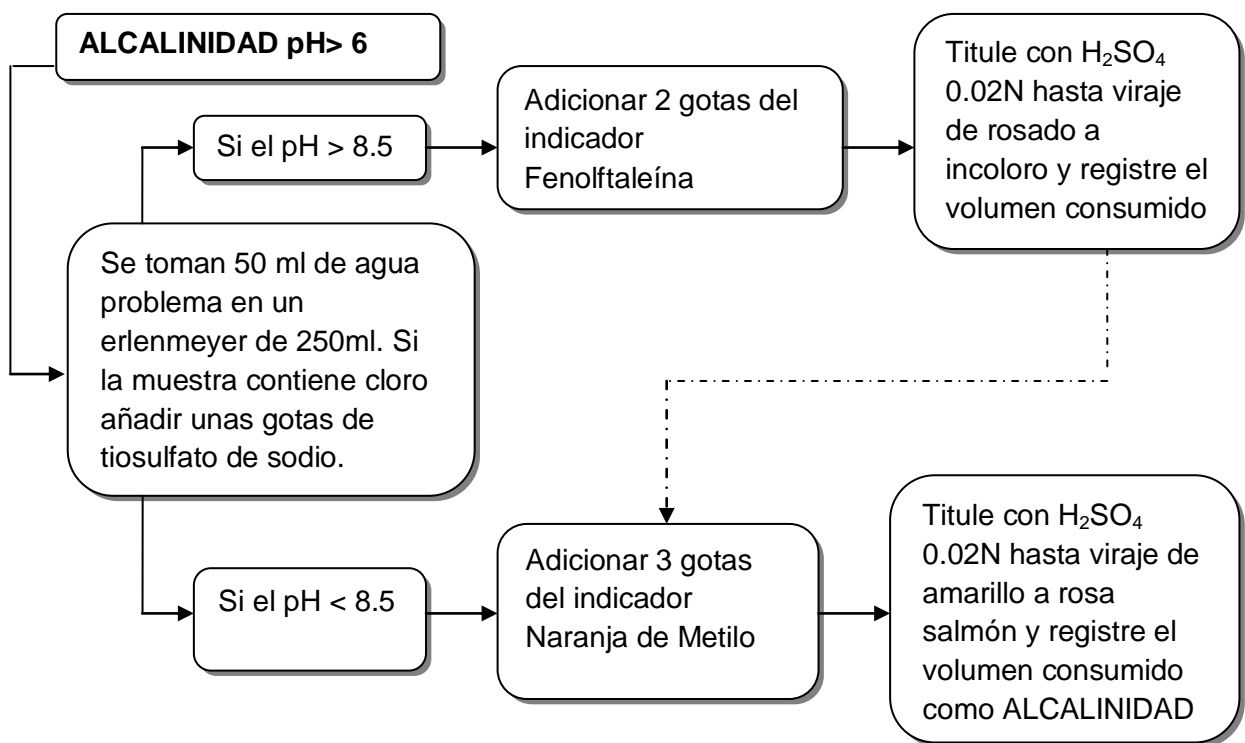 ALCALINIDAD pH> 6
Si el pH > 8.5
Adicionar 2 gotas del
indicador
Fenolftaleína
Titule con H₂SO₄
0.02N hasta viraje
de rosado a
incoloro y registre el
volumen consumido
Se toman 50 ml de agua
problema en un
erlenmeyer de 250ml. Si
la muestra contiene cloro
añadir unas gotas de
tiosulfato de sodio.
Si el pH < 8.5
Adicionar 3 gotas
del indicador
Naranja de Metilo
Titule con H₂SO₄
0.02N hasta viraje de
amarillo a rosa
salmón y registre el
volumen consumido
como ALCALINIDAD